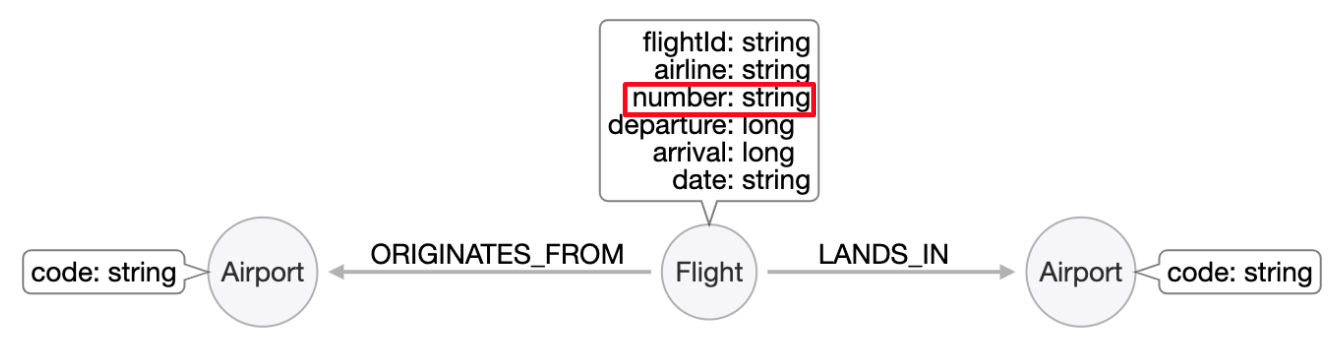 flightId: string
airline: string
number: string
departure: long
arrival: long
date: string
code: string
Airport
ORIGINATES_FROM
Flight
LANDS_IN
Airport
code: string